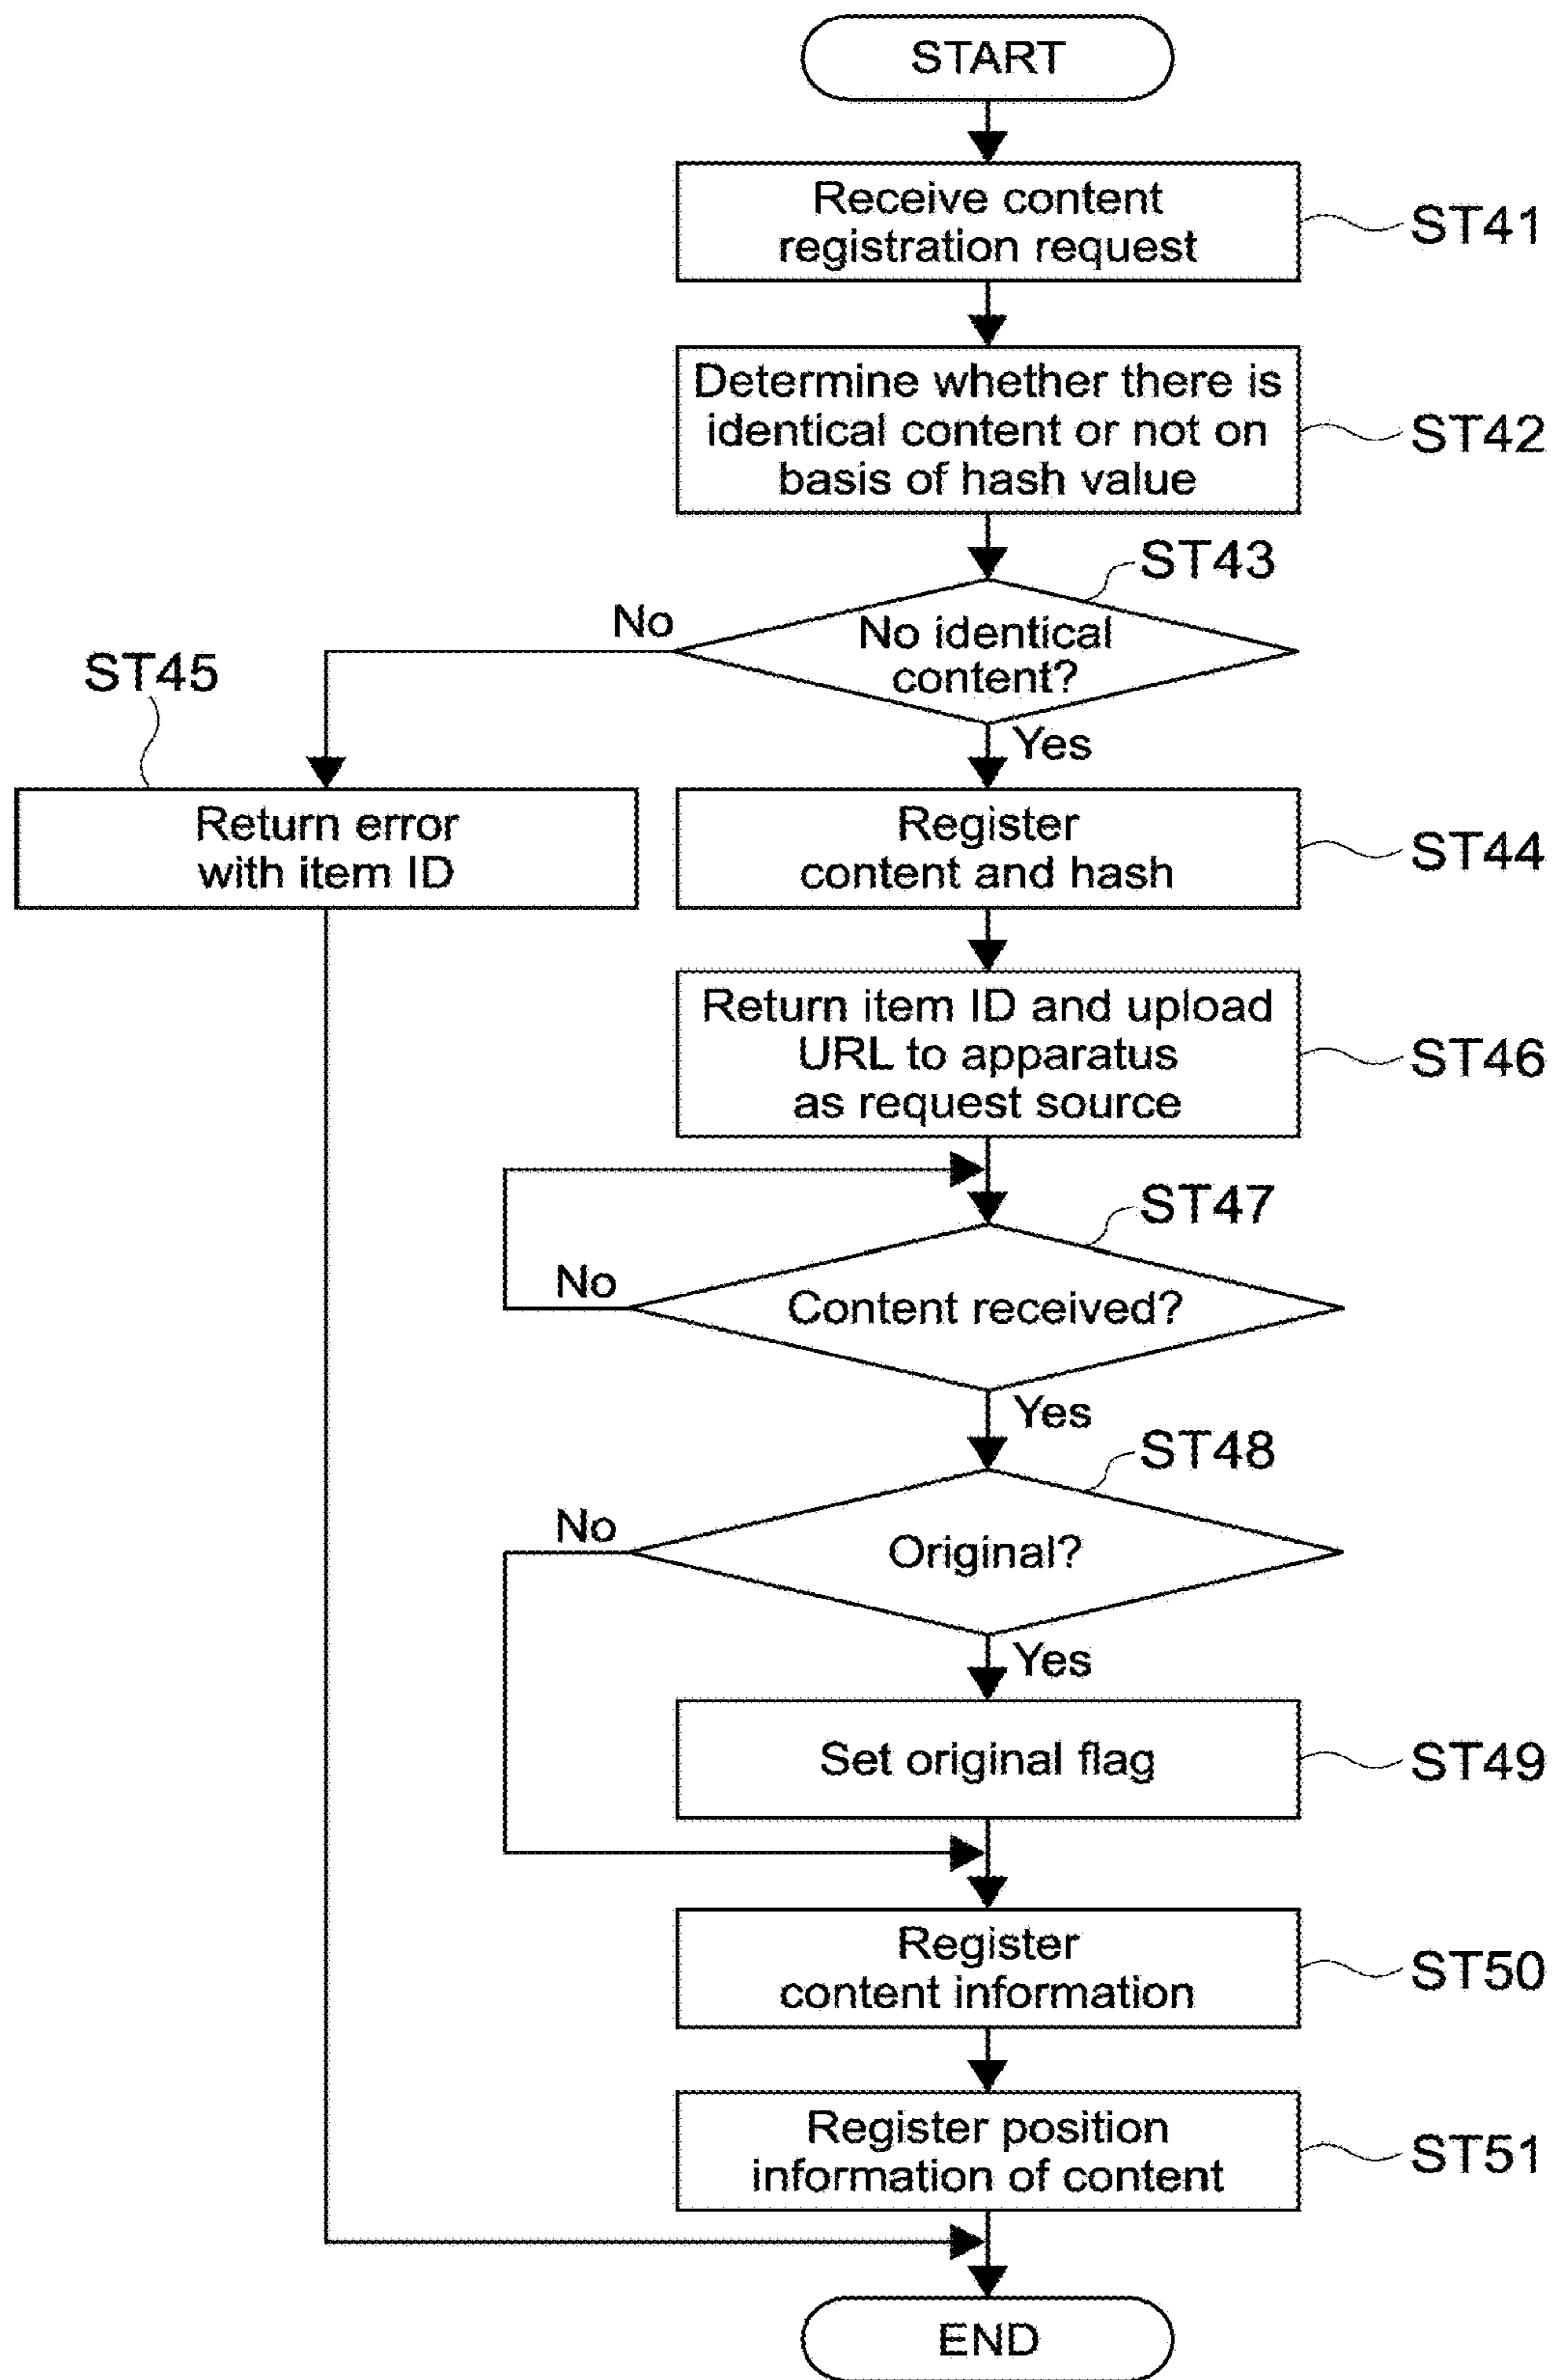 START
Receive content
registration request
ST41
Determine whether there is
identical content or not on
basis of hash value
ST42
ST43
No identical
content?
No
Yes
ST45
Return error
with item ID
Register
content and hash
ST44
Return item ID and upload
URL to apparatus
as request source
ST46
ST47
Content received?
No
Yes
ST48
Original?
No
Yes
Set original flag
ST49
Register
content information
ST50
Register position
information of content
ST51
END